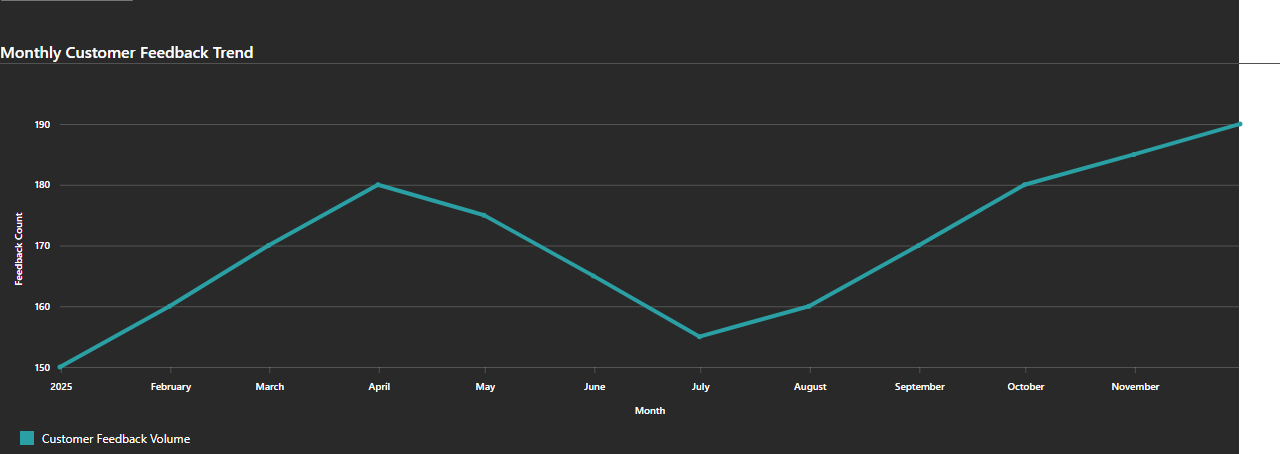 Monthly Customer Feedback Trend
190
180
170
160
150
Feedback Count
2025 February March April May June July August September October November
Month
Customer Feedback Volume